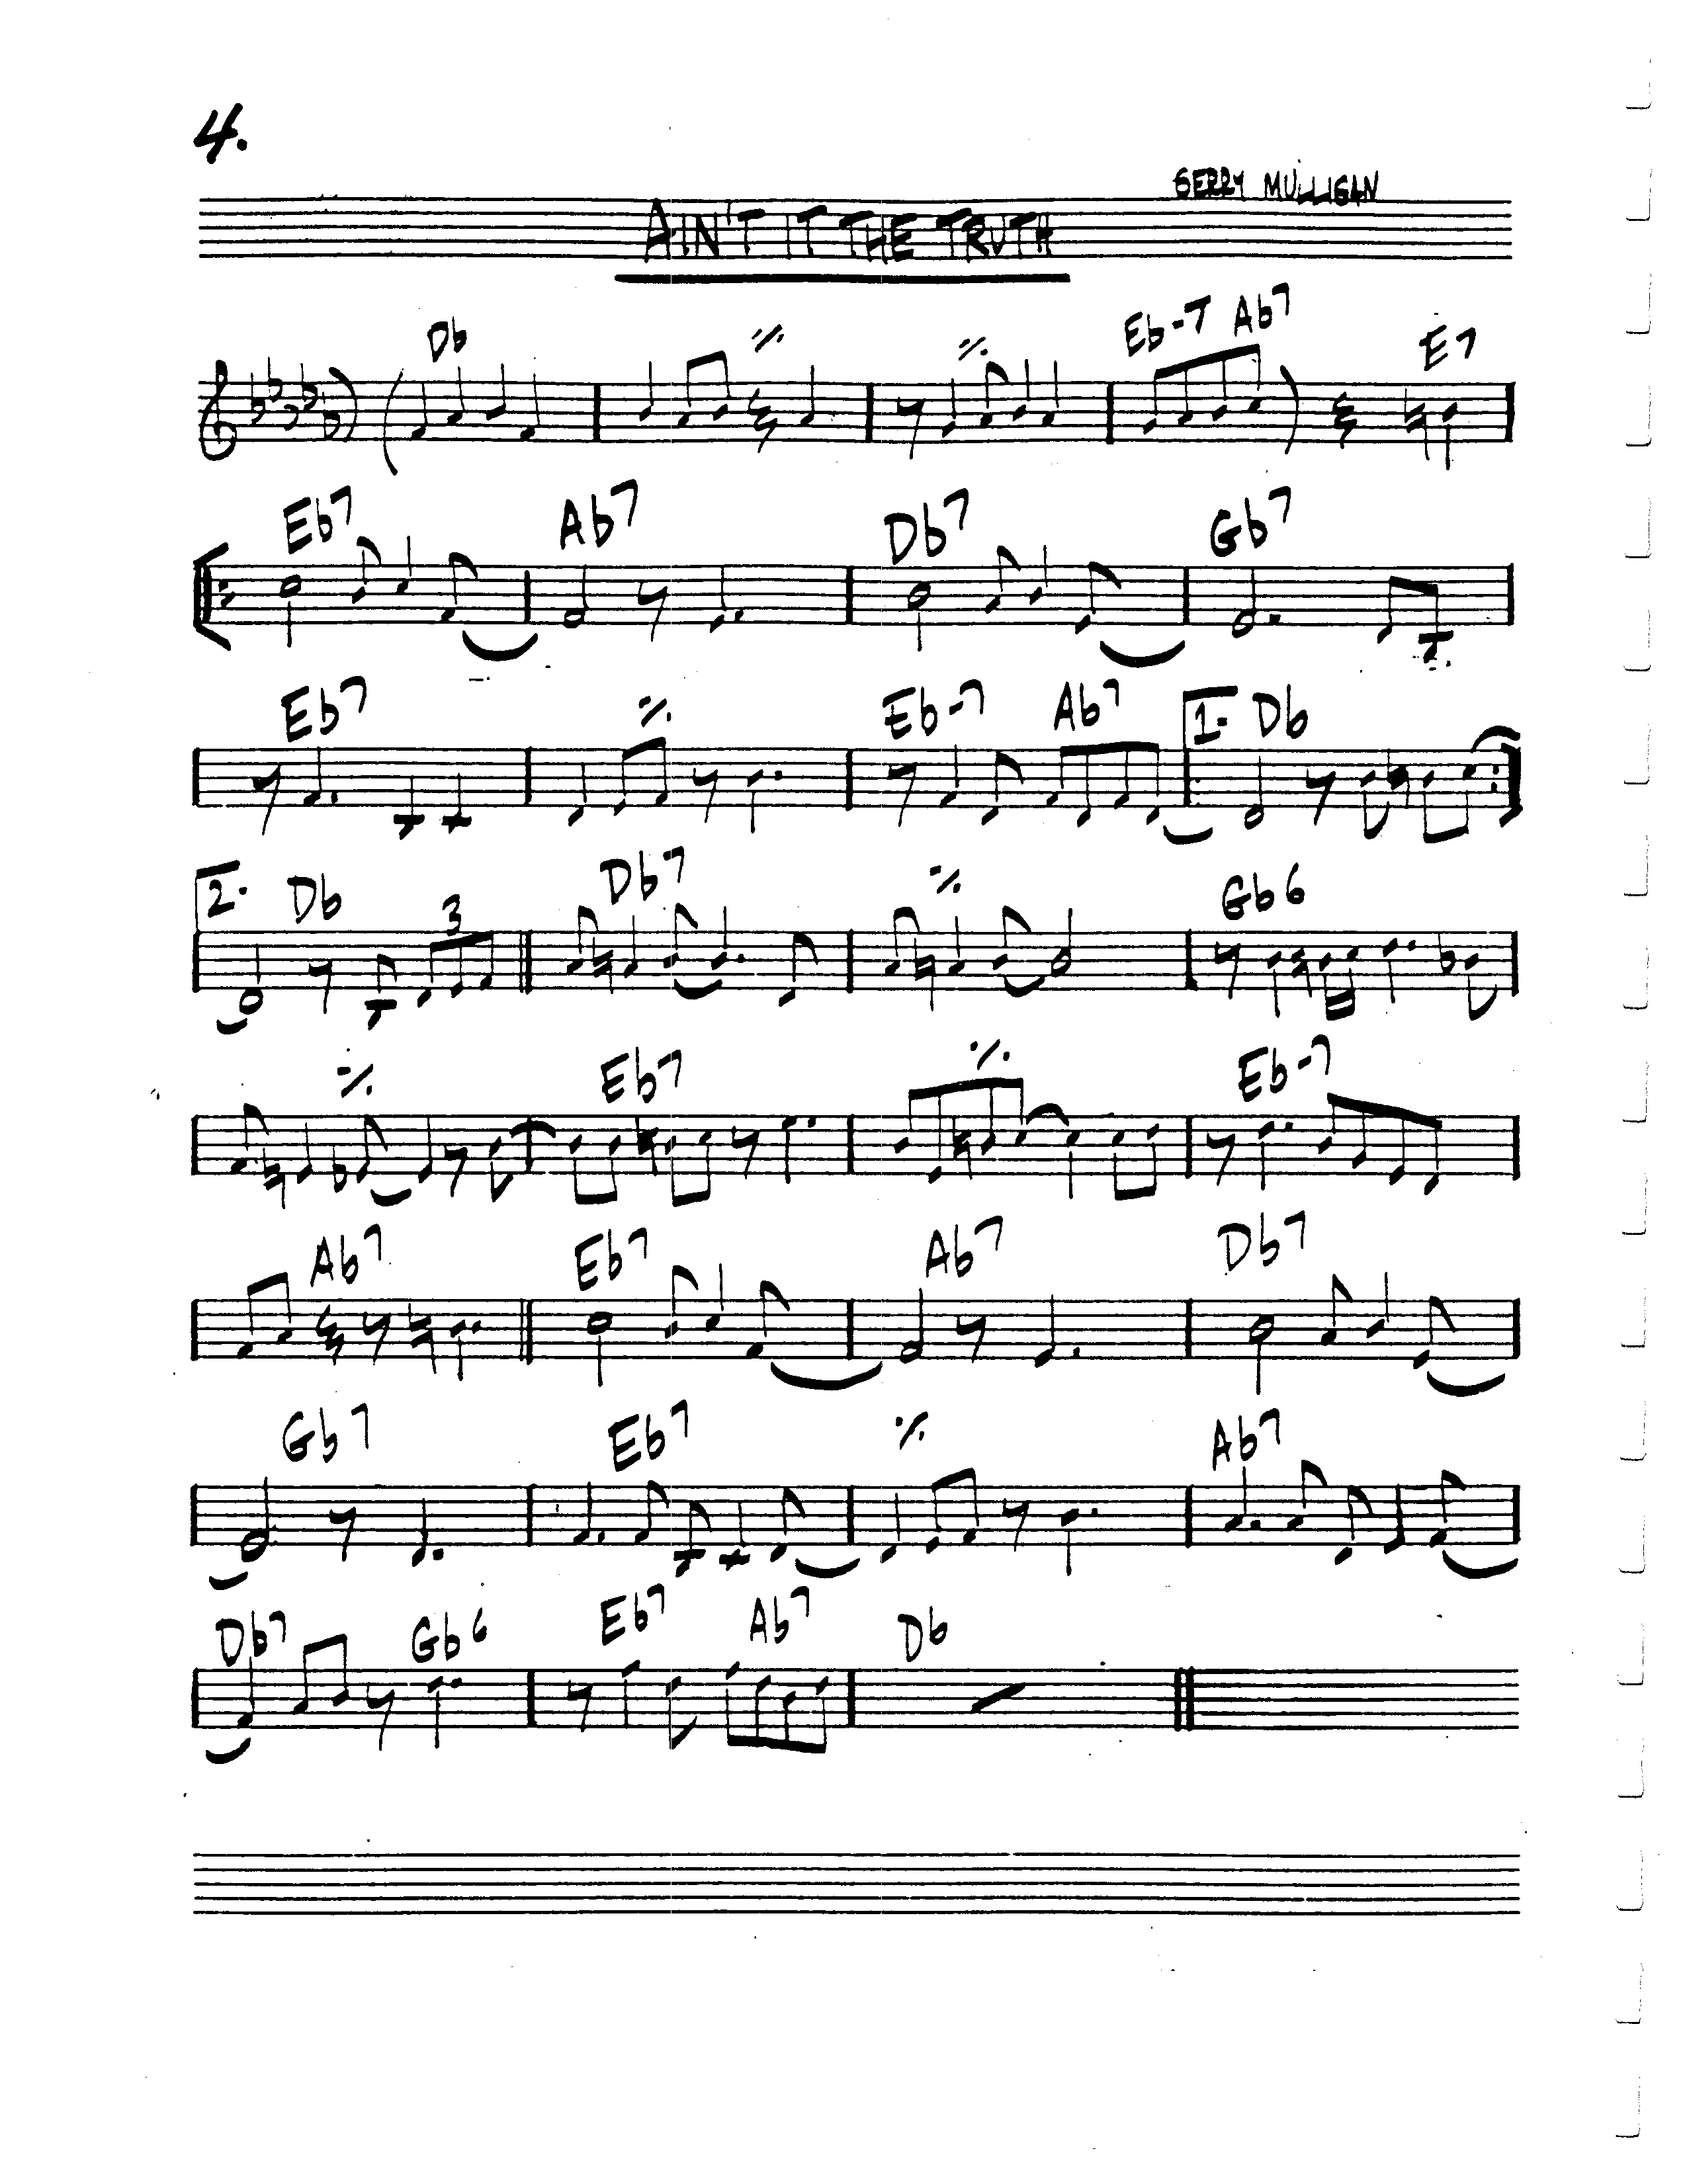 4.
GERRY MULLIGAN
AIN'T IT THE TRUTH
Db Eb-7 Ab7 E7
Eb7 Ab7 Db7 Gb7
Eb7 Eb-7 Ab7 1. Db
2. Db 3 Db7 Gb6
Eb7 Eb-7
Ab7 Eb7 Ab7 Db7
Gb7 Eb7 Ab7
Db7 Gb6 Eb7 Ab7 Db